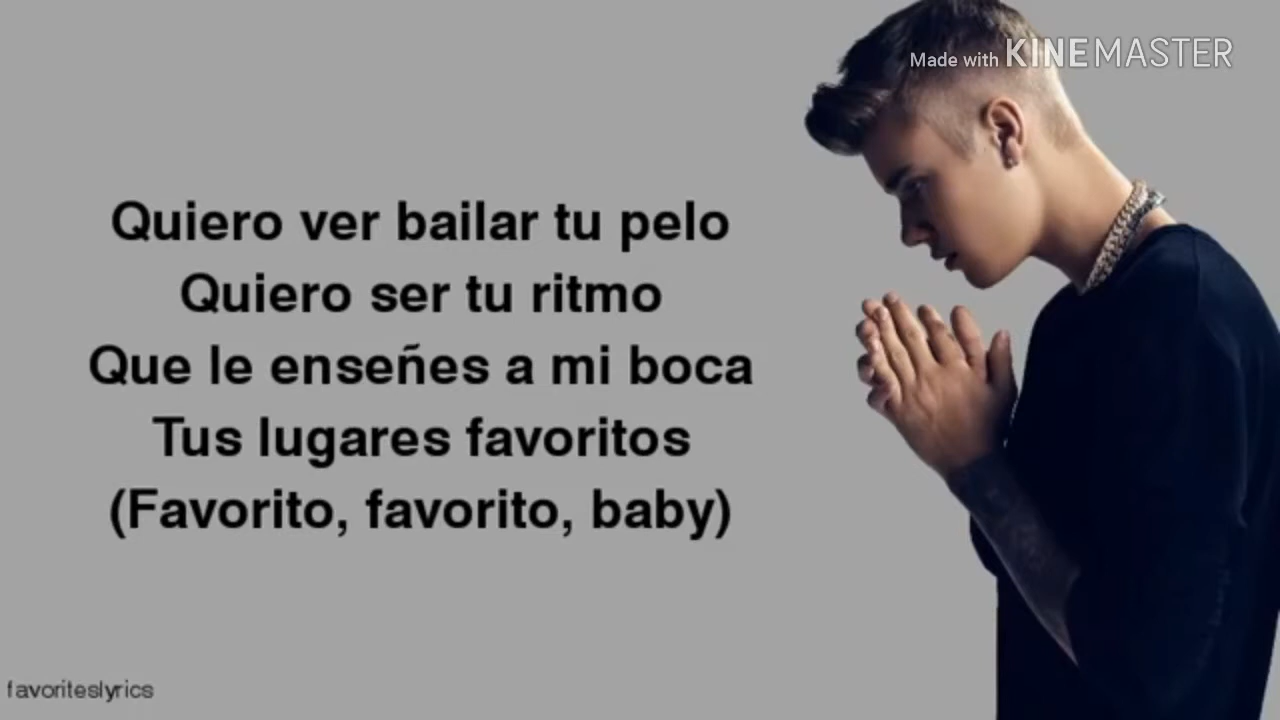 Made with KINEMASTER
Quiero ver bailar tu pelo
Quiero ser tu ritmo
Que le enseñes a mi boca
Tus lugares favoritos
(Favorito, favorito, baby)
favoriteslyrics